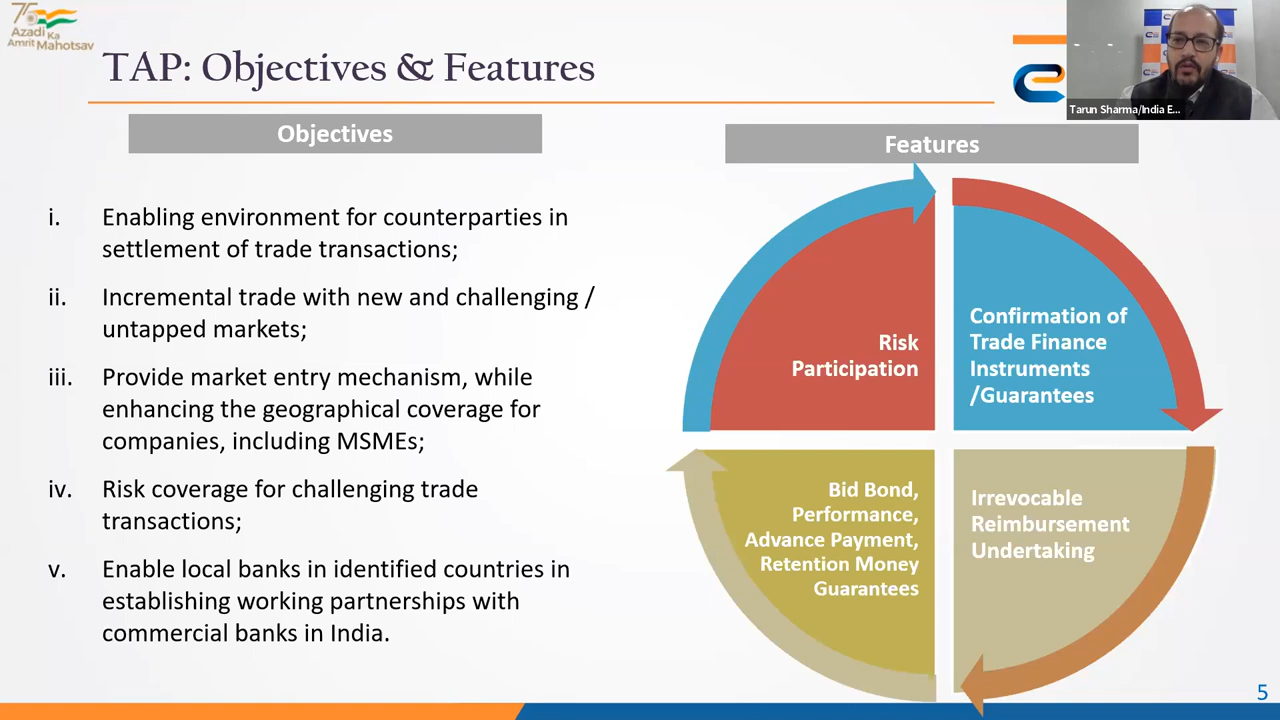 75
Azadi
Ka
Amrit Mahotsav
TAP: Objectives & Features
Tarun Sharma/India E...
Objectives
i. Enabling environment for counterparties in
settlement of trade transactions;
ii. Incremental trade with new and challenging /
untapped markets;
iii. Provide market entry mechanism, while
enhancing the geographical coverage for
companies, including MSMEs;
iv. Risk coverage for challenging trade
transactions;
v. Enable local banks in identified countries in
establishing working partnerships with
commercial banks in India.
Features
Risk
Participation
Confirmation of
Trade Finance
Instruments
/Guarantees
Bid Bond,
Performance,
Advance Payment,
Retention Money
Guarantees
Irrevocable
Reimbursement
Undertaking
5